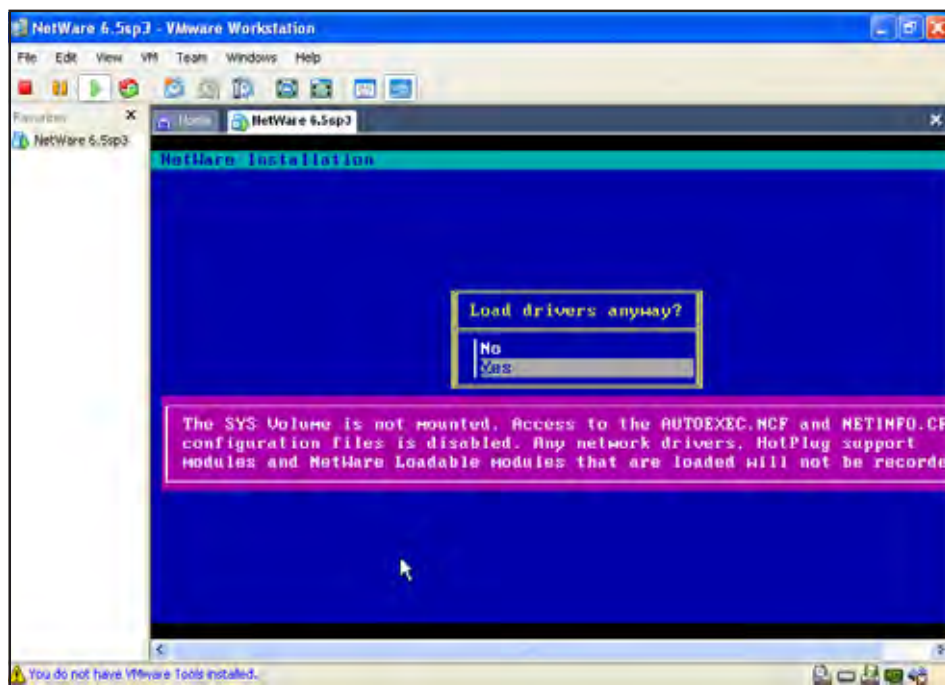 NetWare 6.5sp3 - VMware Workstation
File Edit View VM Team Windows Help
Favorites
Home
NetWare 6.5sp3
NetWare 6.5sp3
NetWare Installation
Load drivers anyway?
No
Yes
The SYS Volume is not mounted. Access to the AUTOEXEC.NCF and NETINFO.CF
configuration files is disabled. Any network drivers, HotPlug support
modules and NetWare Loadable modules that are loaded will not be recorde
You do not have VMware Tools installed.